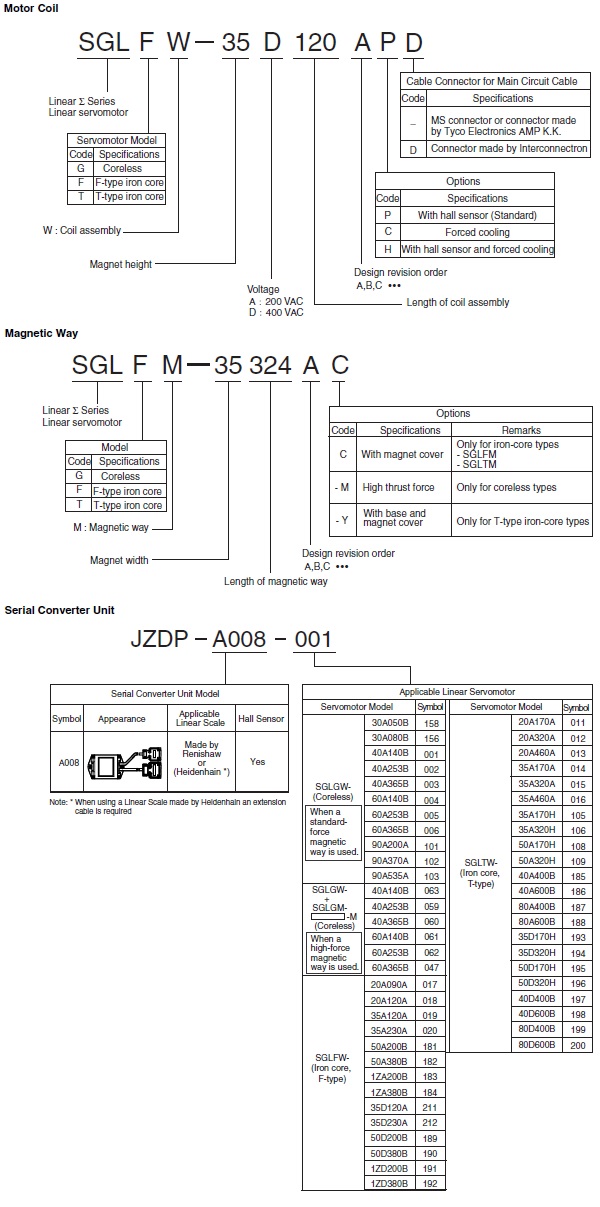 Motor Coil
SGL F W – 35 D 120 A P D
Linear Σ Series
Linear servomotor
Servomotor Model
Code Specifications
G Coreless
F F-type iron core
T T-type iron core
W : Coil assembly
Magnet height
Voltage
A : 200 VAC
D : 400 VAC
Cable Connector for Main Circuit Cable
Code Specifications
– MS connector or connector made
by Tyco Electronics AMP K.K.
D Connector made by Interconnectron
Options
Code Specifications
P With hall sensor (Standard)
C Forced cooling
H With hall sensor and forced cooling
Design revision order
A,B,C •••
Length of coil assembly
Magnetic Way
SGL F M – 35 324 A C
Linear Σ Series
Linear servomotor
Model
Code Specifications
G Coreless
F F-type iron core
T T-type iron core
M : Magnetic way
Magnet width
Length of magnetic way
Options
Code Specifications Remarks
C With magnet cover Only for iron-core types
- SGLFM
- SGLTM
- M High thrust force Only for coreless types
- Y With base and
magnet cover Only for T-type iron-core types
Design revision order
A,B,C •••
Serial Converter Unit
JZDP – A008 – 001
Serial Converter Unit Model
Symbol Appearance Applicable
Linear Scale Hall Sensor
A008 Made by
Renishaw
or
(Heidenhain *) Yes
Note: * When using a Linear Scale made by Heidenhain an extension
cable is required
Applicable Linear Servomotor
Servomotor Model Symbol Servomotor Model Symbol
SGLGW-
(Coreless)
When a
standard-
force
magnetic
way is used.
30A050B 158
30A080B 156
40A140B 001
40A253B 002
40A365B 003
60A140B 004
60A253B 005
60A365B 006
90A200A 101
90A370A 102
90A535A 103
SGLGW-
+
SGLGM-
-M
(Coreless)
When a
high-force
magnetic
way is used.
40A140B 063
40A253B 059
40A365B 060
60A140B 061
60A253B 062
60A365B 047
SGLFW-
(Iron core,
F-type)
20A090A 017
20A120A 018
35A120A 019
35A230A 020
50A200B 181
50A380B 182
1ZA200B 183
1ZA380B 184
35D120A 211
35D230A 212
50D200B 189
50D380B 190
1ZD200B 191
1ZD380B 192
SGLTW-
(Iron core,
T-type)
20A170A 011
20A320A 012
20A460A 013
35A170A 014
35A320A 015
35A460A 016
35A170H 105
35A320H 106
50A170H 108
50A320H 109
40A400B 185
40A600B 186
80A400B 187
80A600B 188
35D170H 193
35D320H 194
50D170H 195
50D320H 196
40D400B 197
40D600B 198
80D400B 199
80D600B 200